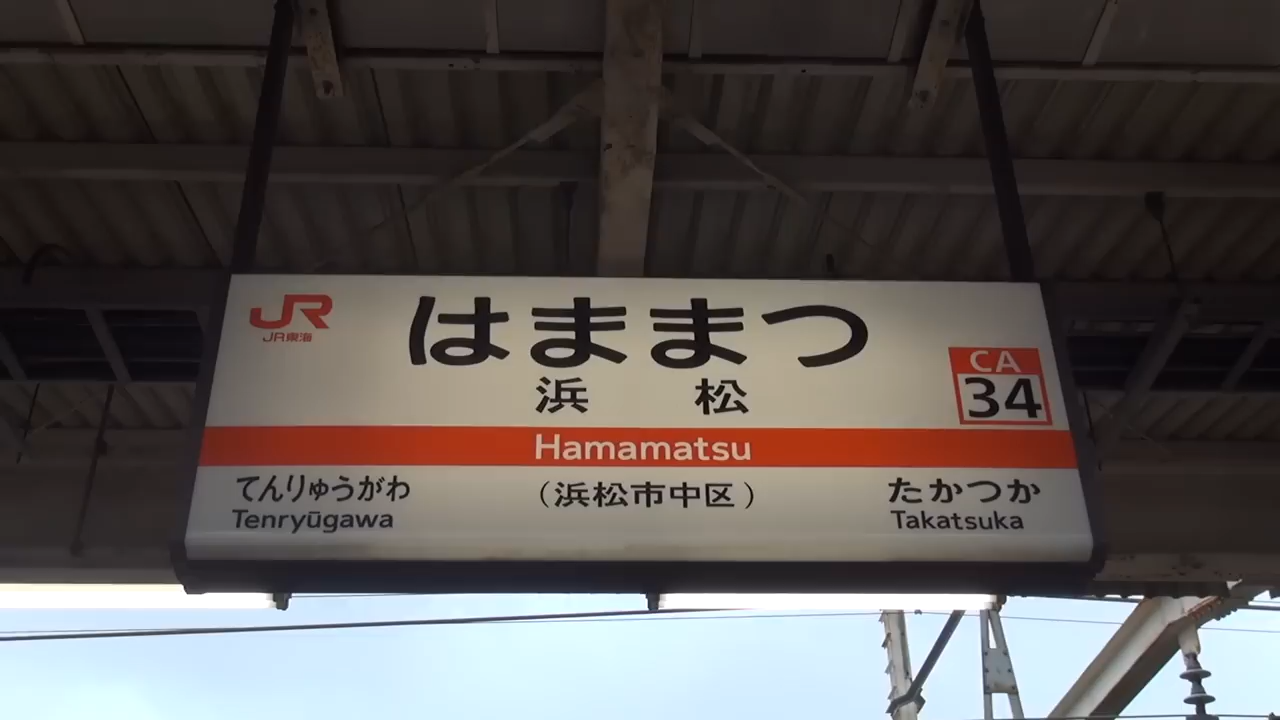 JR
JR東海
はままつ
浜松
CA
34
Hamamatsu
てんりゅうがわ
Tenryūgawa
(浜松市中区)
たかつか
Takatsuka